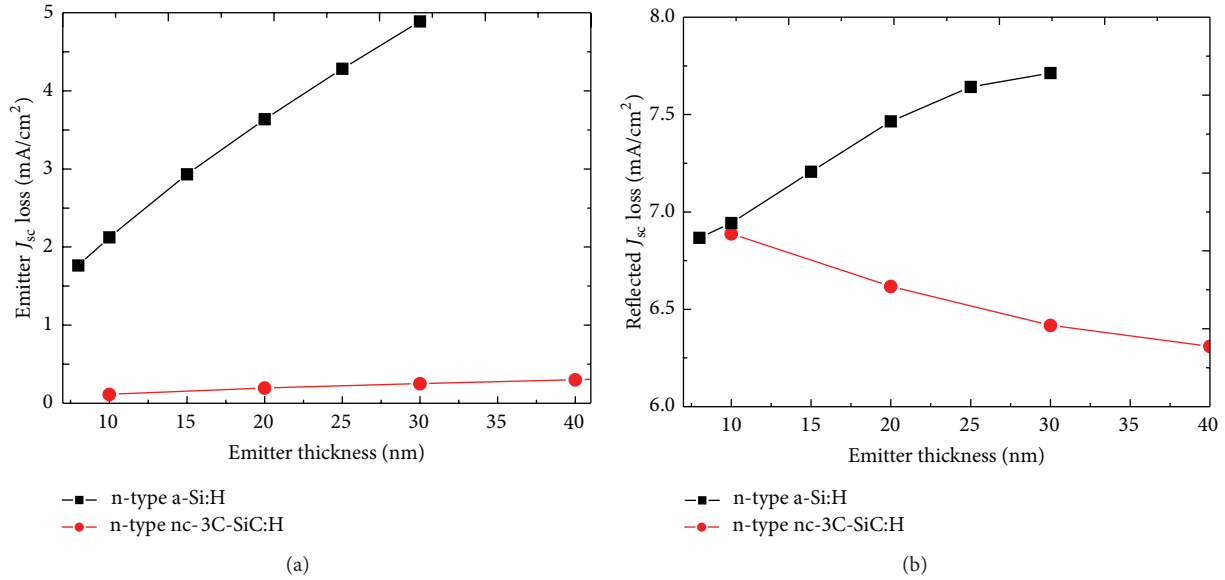 5
4
3
2
1
0
Emitter J_sc loss (mA/cm²)
10 15 20 25 30 35 40
Emitter thickness (nm)
n-type a-Si:H
n-type nc-3C-SiC:H
(a)
8.0
7.5
7.0
6.5
6.0
Reflected J_sc loss (mA/cm²)
10 15 20 25 30 35 40
Emitter thickness (nm)
n-type a-Si:H
n-type nc-3C-SiC:H
(b)